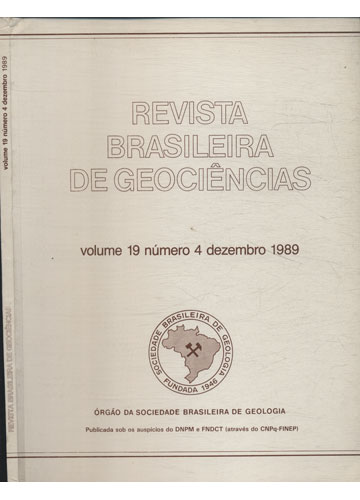 REVISTA
BRASILEIRA
DE GEOCIÊNCIAS
volume 19 número 4 dezembro 1989
SOCIEDADE BRASILEIRA DE GEOLOGIA
FUNDADA 1946
ÓRGÃO DA SOCIEDADE BRASILEIRA DE GEOLOGIA
Publicada sob os auspícios do DNPM e FNDCT (através do CNPq-FINEP)
volume 19 número 4 dezembro 1989
REVISTA BRASILEIRA DE GEOCIÊNCIAS